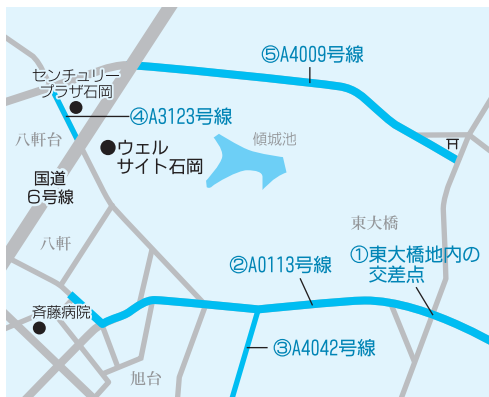 ⑤A4009号線
センチュリー
プラザ石岡
④A3123号線
八軒台
ウェル
サイト石岡
傾城池
国道
6号線
東大橋
八軒
①東大橋地内の
交差点
②A0113号線
斉藤病院
③A4042号線
旭台